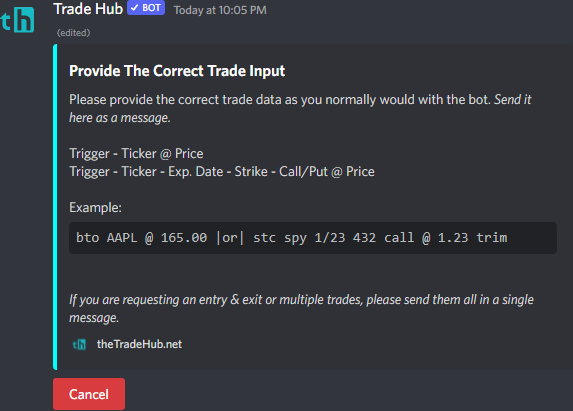 th
Trade Hub ✓ BOT Today at 10:05 PM
(edited)
Provide The Correct Trade Input
Please provide the correct trade data as you normally would with the bot. Send it
here as a message.
Trigger - Ticker @ Price
Trigger - Ticker - Exp. Date - Strike - Call/Put @ Price
Example:
bto AAPL @ 165.00 |or| stc spy 1/23 432 call @ 1.23 trim
If you are requesting an entry & exit or multiple trades, please send them all in a single
message.
th theTradeHub.net
Cancel